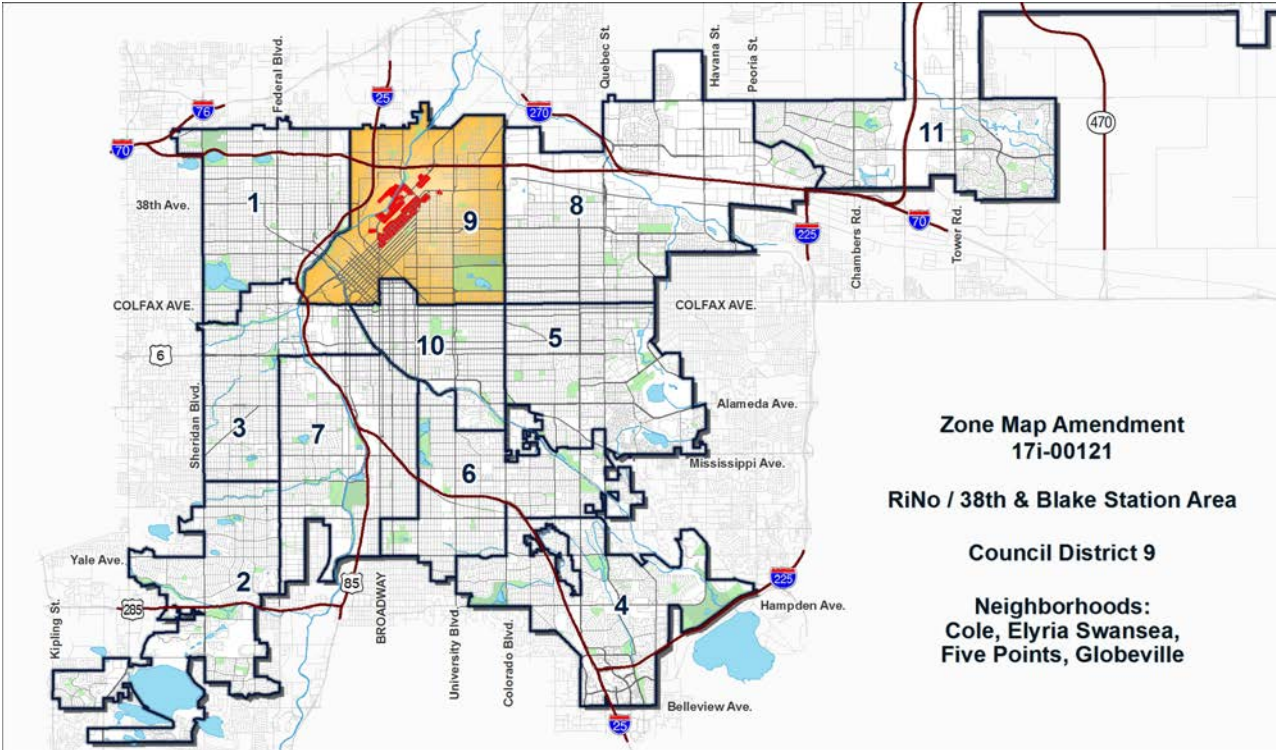 Federal Blvd.
Quebec St.
Havana St.
Peoria St.
76
25
270
70
470
11
38th Ave.
1
9
8
225
70
Chambers Rd.
Tower Rd.
COLFAX AVE.
COLFAX AVE.
6
10
5
Sheridan Blvd.
3
7
Alameda Ave.
6
Mississippi Ave.
Yale Ave.
2
85
285
Kipling St.
BROADWAY
University Blvd.
Colorado Blvd.
4
225
Hampden Ave.
Belleview Ave.
25
Zone Map Amendment
17i-00121
RiNo / 38th & Blake Station Area
Council District 9
Neighborhoods:
Cole, Elyria Swansea,
Five Points, Globeville